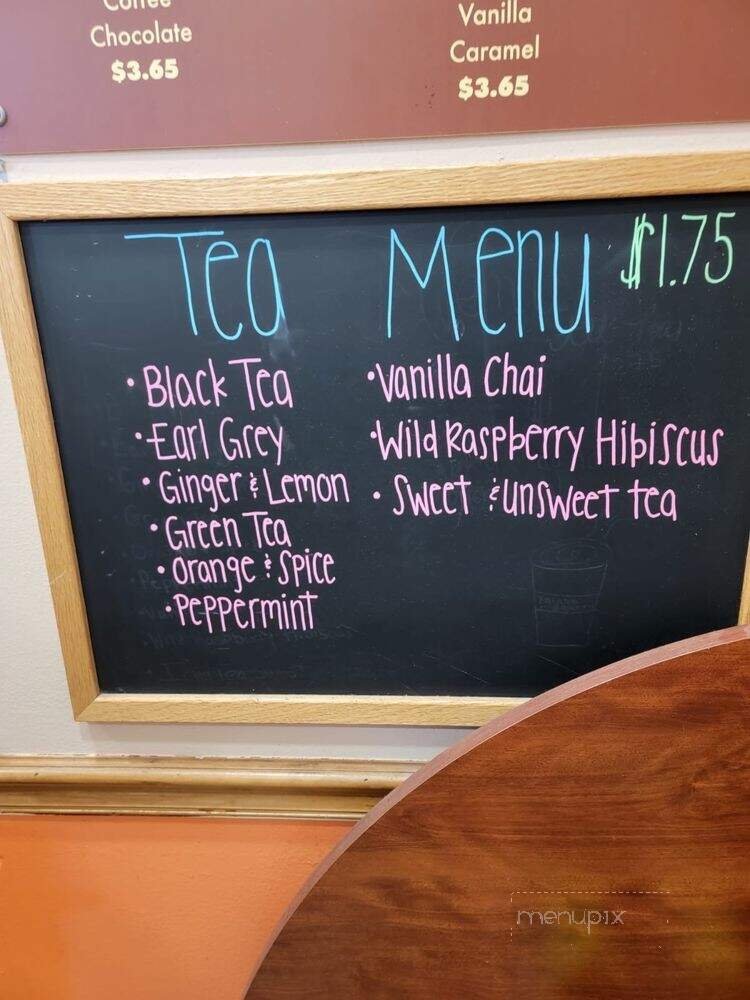 Coffee
Chocolate
$3.65
Vanilla
Caramel
$3.65
Tea Menu $1.75
• Black Tea
• Earl Grey
• Ginger & Lemon
• Green Tea
• Orange & Spice
• Peppermint
• Vanilla Chai
• Wild Raspberry Hibiscus
• Sweet & unsweet tea
menupix